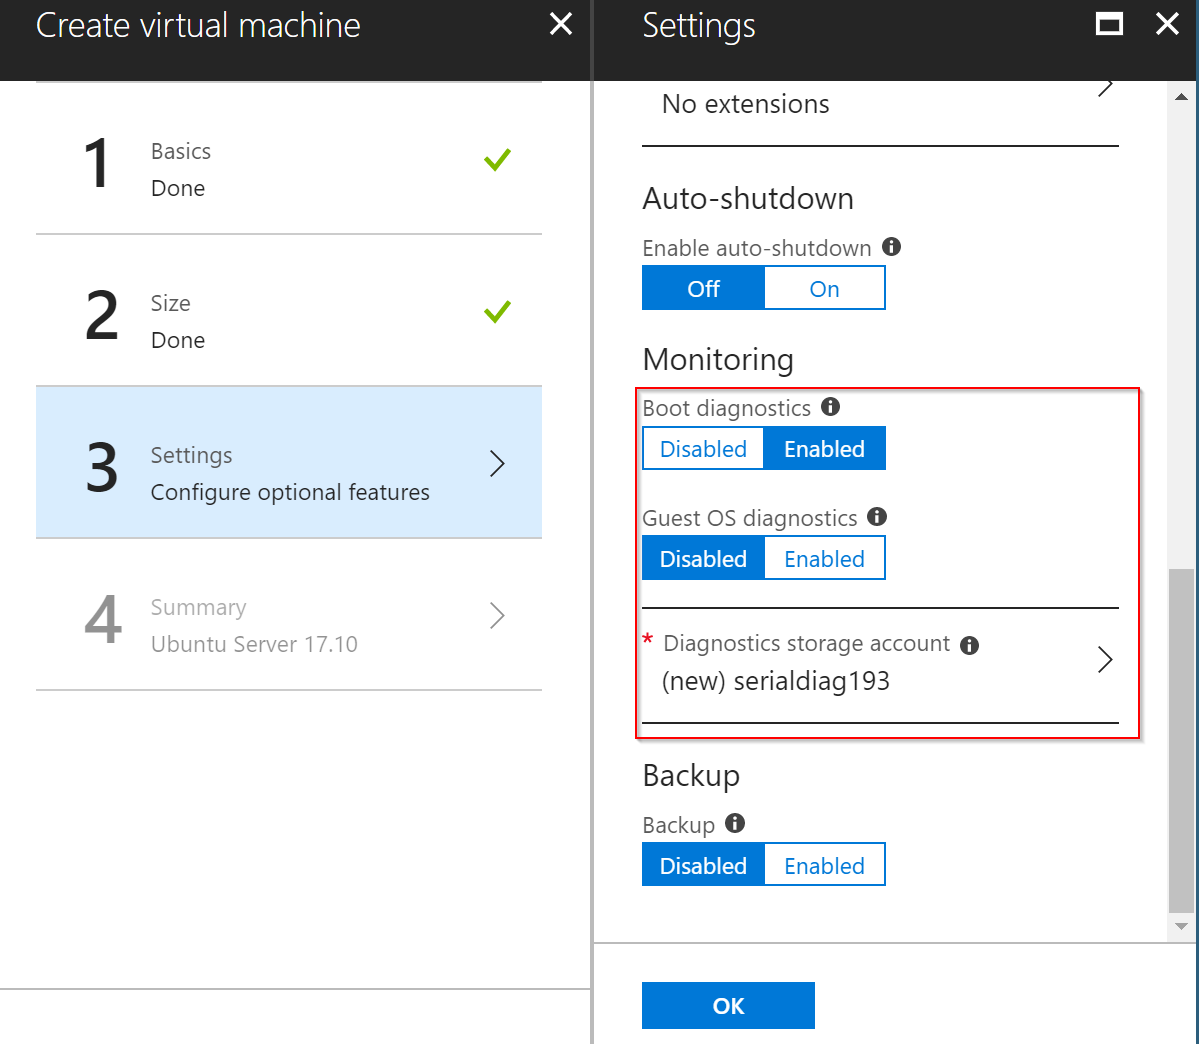 Create virtual machine
1
Basics
Done
2
Size
Done
3
Settings
Configure optional features
4
Summary
Ubuntu Server 17.10
Settings
No extensions
Auto-shutdown
Enable auto-shutdown
Off On
Monitoring
Boot diagnostics
Disabled Enabled
Guest OS diagnostics
Disabled Enabled
* Diagnostics storage account
(new) serialdiag193
Backup
Backup
Disabled Enabled
OK